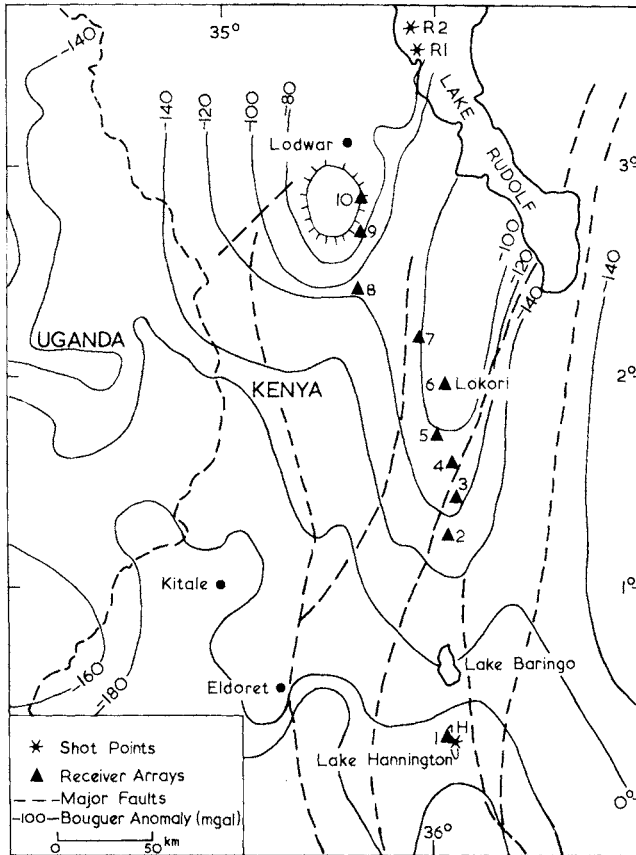 35°
36°
R2
R1
LAKE RUDOLF
-140
-140
-120
-100
-80
Lodwar
3°
10
9
8
-100
-120
-140
-140
UGANDA
KENYA
7
6
Lokori
2°
5
4
3
2
Kitale
1°
Lake Baringo
-160
-180
Eldoret
1
H
Lake Hannington
0°
Shot Points
Receiver Arrays
Major Faults
-100- Bouguer Anomaly (mgal)
0 50
km
36°